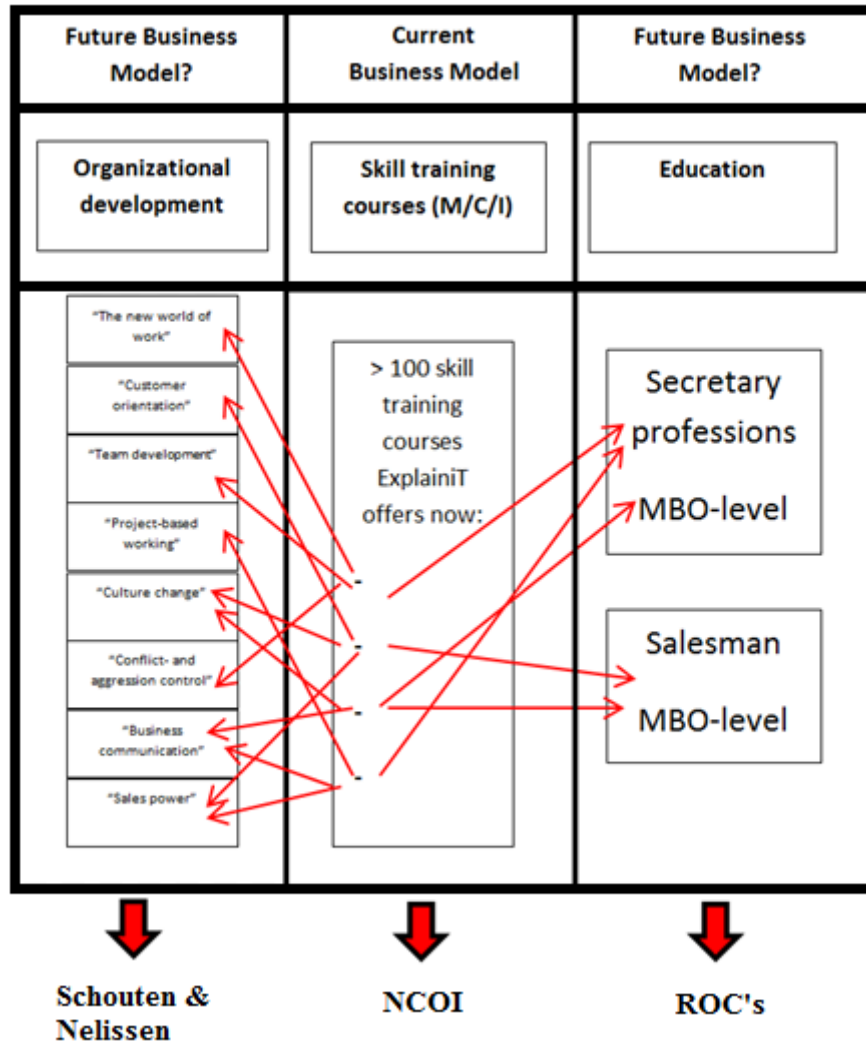 Future Business
Model?
Current
Business Model
Future Business
Model?
Organizational
development
Skill training
courses (M/C/I)
Education
“The new world of
work”
“Customer
orientation”
“Team development”
“Project-based
working”
“Culture change”
“Conflict- and
aggression control”
“Business
communication”
“Sales power”
> 100 skill
training
courses
ExplainiT
offers now:
-
-
-
-
Secretary
professions
MBO-level
Salesman
MBO-level
Schouten &
Nelissen
NCOI
ROC's